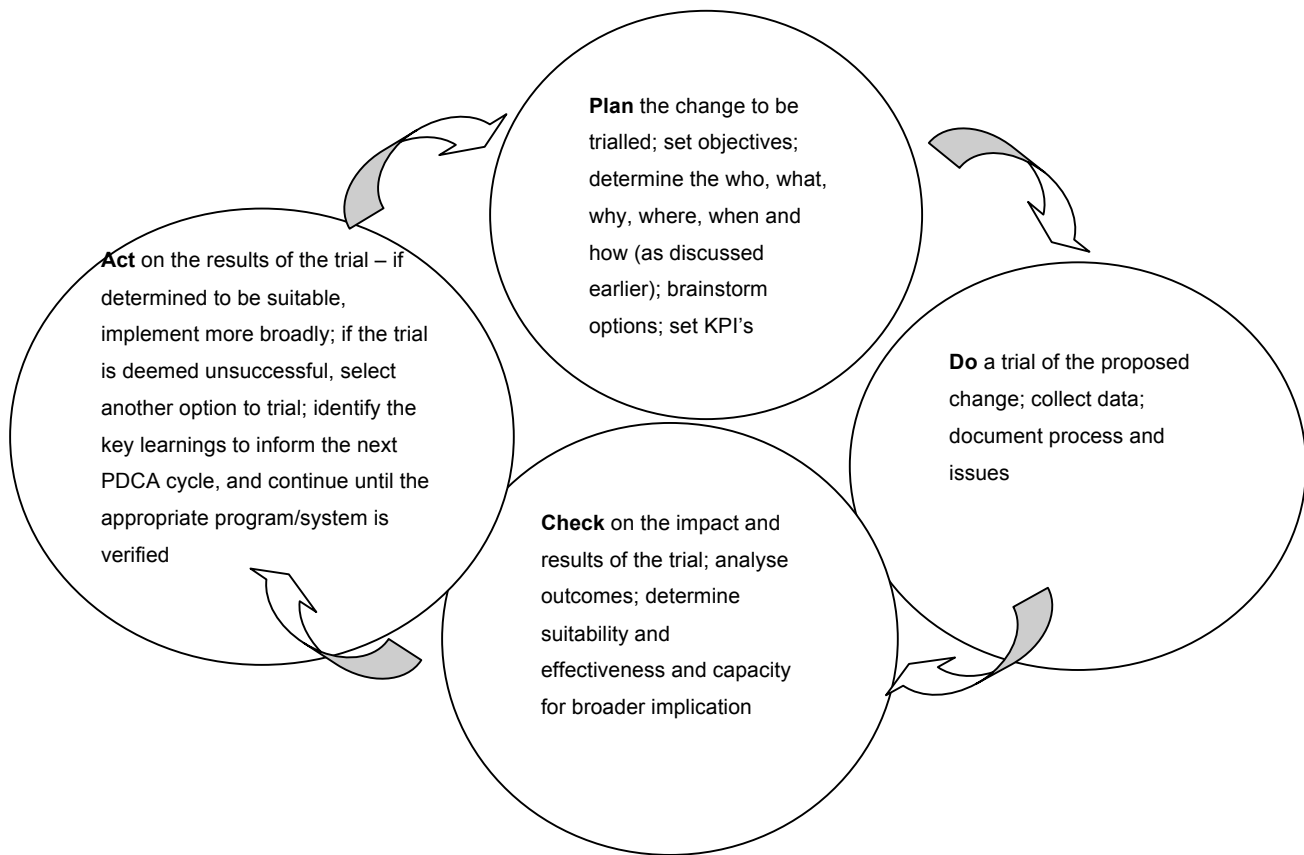 Plan the change to be
trialled; set objectives;
determine the who, what,
why, where, when and
how (as discussed
earlier); brainstorm
options; set KPI's
Do a trial of the proposed
change; collect data;
document process and
issues
Check on the impact and
results of the trial; analyse
outcomes; determine
suitability and
effectiveness and capacity
for broader implication
Act on the results of the trial – if
determined to be suitable,
implement more broadly; if the trial
is deemed unsuccessful, select
another option to trial; identify the
key learnings to inform the next
PDCA cycle, and continue until the
appropriate program/system is
verified